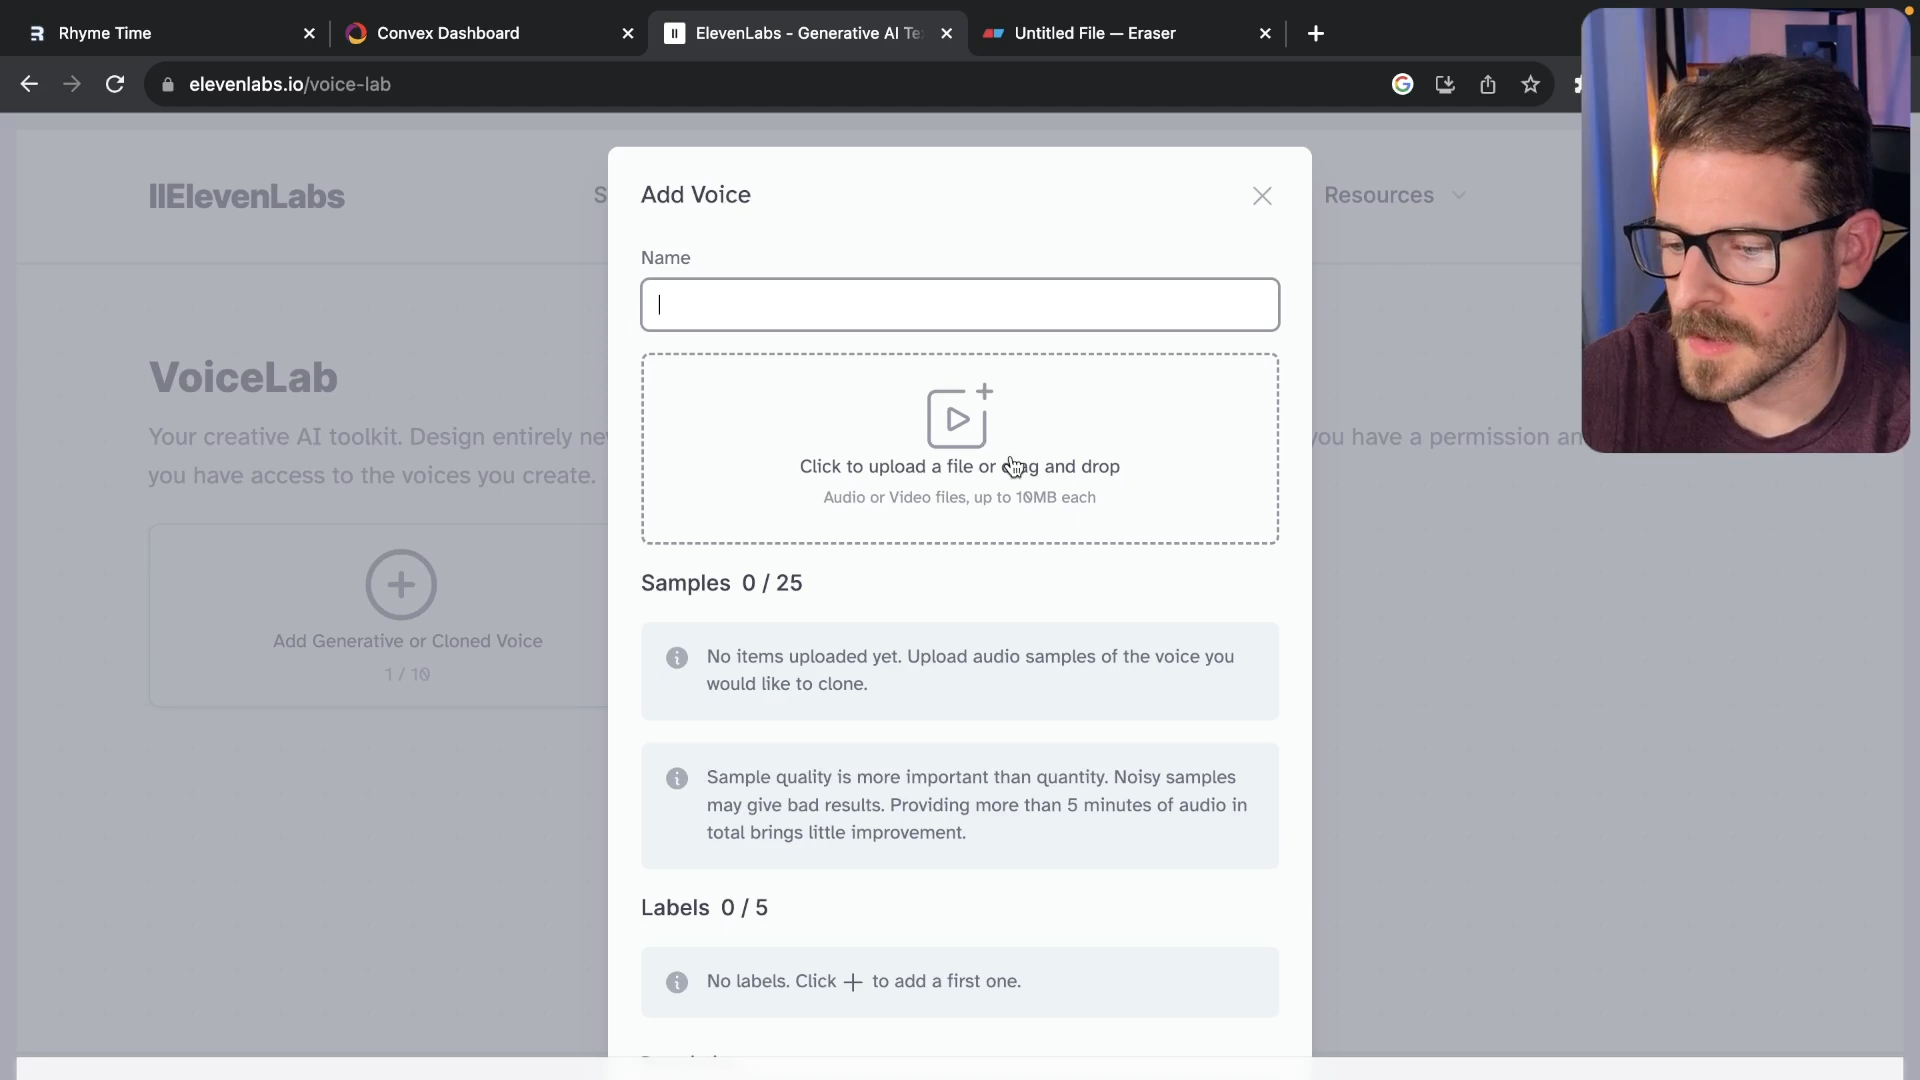 Rhyme Time
Convex Dashboard
ElevenLabs - Generative AI Te
Untitled File — Eraser
elevenlabs.io/voice-lab
IIElevenLabs
S
Resources
Add Voice
Name
VoiceLab
Your creative AI toolkit. Design entirely ne
you have a permission an
you have access to the voices you create.
Click to upload a file or drag and drop
Audio or Video files, up to 10MB each
Add Generative or Cloned Voice
1 / 10
Samples 0 / 25
No items uploaded yet. Upload audio samples of the voice you
would like to clone.
Sample quality is more important than quantity. Noisy samples
may give bad results. Providing more than 5 minutes of audio in
total brings little improvement.
Labels 0 / 5
No labels. Click + to add a first one.